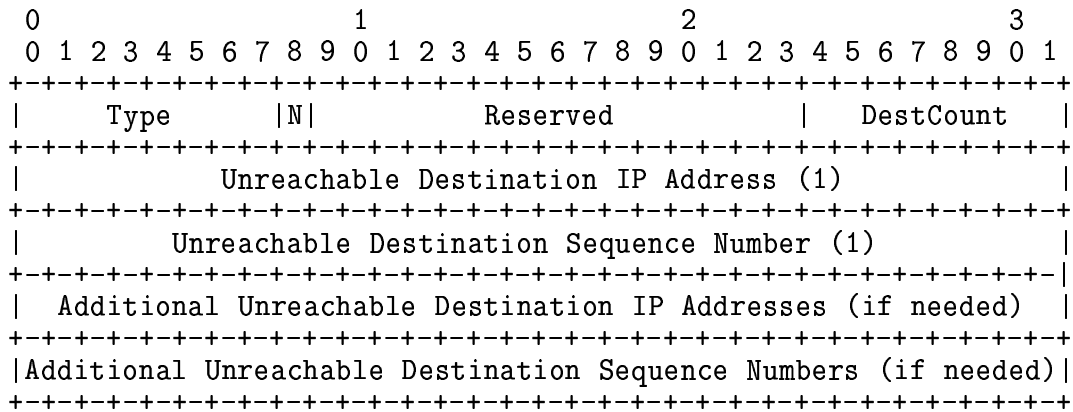 0                   1                   2                   3
 0 1 2 3 4 5 6 7 8 9 0 1 2 3 4 5 6 7 8 9 0 1 2 3 4 5 6 7 8 9 0 1
+-+-+-+-+-+-+-+-+-+-+-+-+-+-+-+-+-+-+-+-+-+-+-+-+-+-+-+-+-+-+-+-+
|     Type      |N|          Reserved           |   DestCount   |
+-+-+-+-+-+-+-+-+-+-+-+-+-+-+-+-+-+-+-+-+-+-+-+-+-+-+-+-+-+-+-+-+
|            Unreachable Destination IP Address (1)             |
+-+-+-+-+-+-+-+-+-+-+-+-+-+-+-+-+-+-+-+-+-+-+-+-+-+-+-+-+-+-+-+-+
|         Unreachable Destination Sequence Number (1)           |
+-+-+-+-+-+-+-+-+-+-+-+-+-+-+-+-+-+-+-+-+-+-+-+-+-+-+-+-+-+-+-+-|
|  Additional Unreachable Destination IP Addresses (if needed)  |
+-+-+-+-+-+-+-+-+-+-+-+-+-+-+-+-+-+-+-+-+-+-+-+-+-+-+-+-+-+-+-+-+
|Additional Unreachable Destination Sequence Numbers (if needed)|
+-+-+-+-+-+-+-+-+-+-+-+-+-+-+-+-+-+-+-+-+-+-+-+-+-+-+-+-+-+-+-+-+